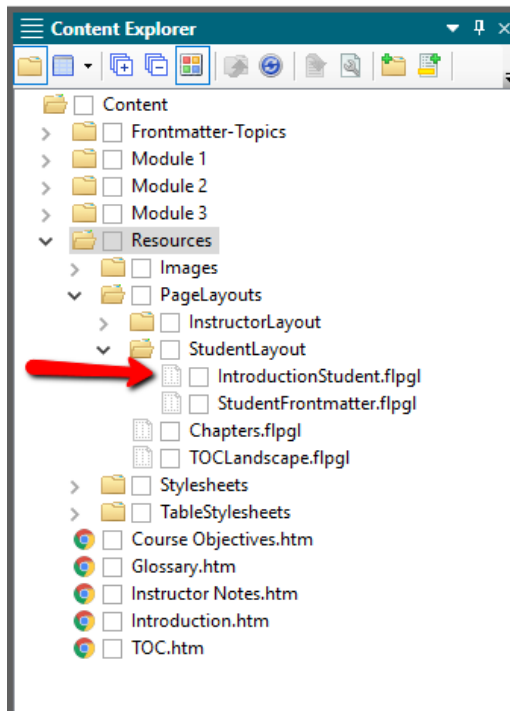 Content Explorer
Content
Frontmatter-Topics
Module 1
Module 2
Module 3
Resources
Images
PageLayouts
InstructorLayout
StudentLayout
IntroductionStudent.flpgl
StudentFrontmatter.flpgl
Chapters.flpgl
TOCLandscape.flpgl
Stylesheets
TableStylesheets
Course Objectives.htm
Glossary.htm
Instructor Notes.htm
Introduction.htm
TOC.htm